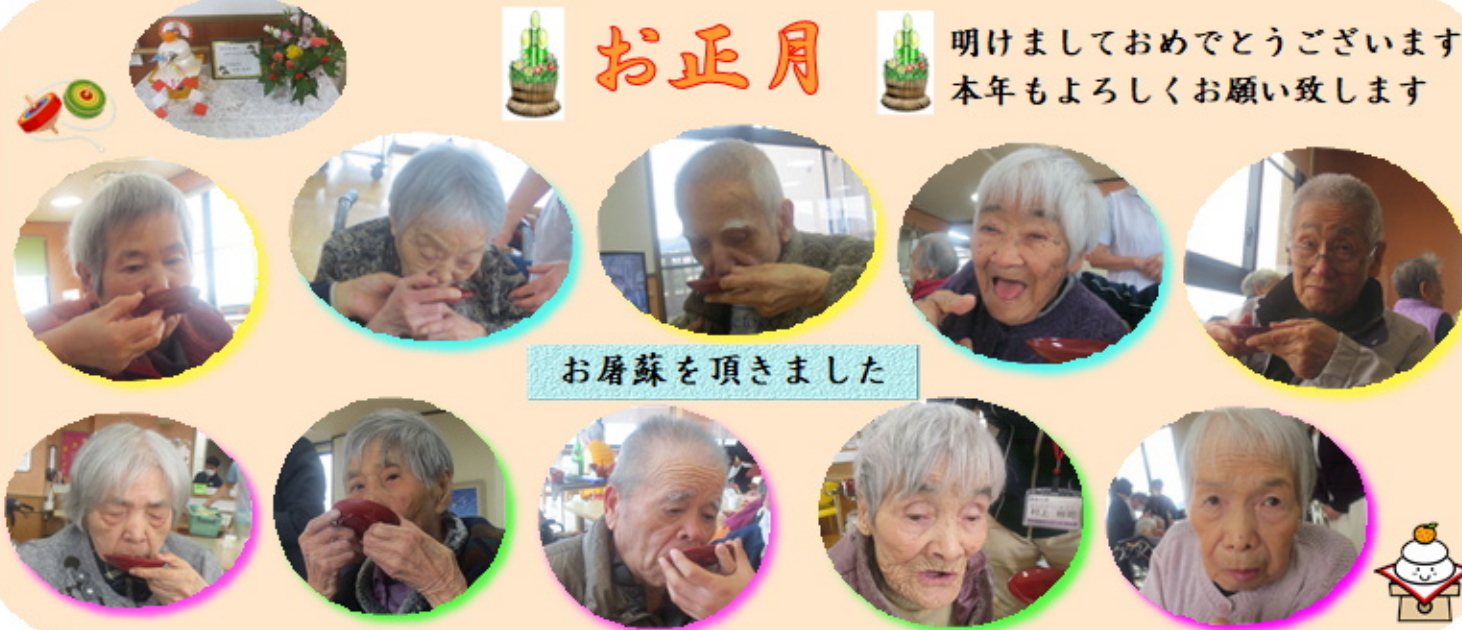 お正月
明けましておめでとうございます
本年もよろしくお願い致します
お屠蘇を頂きました